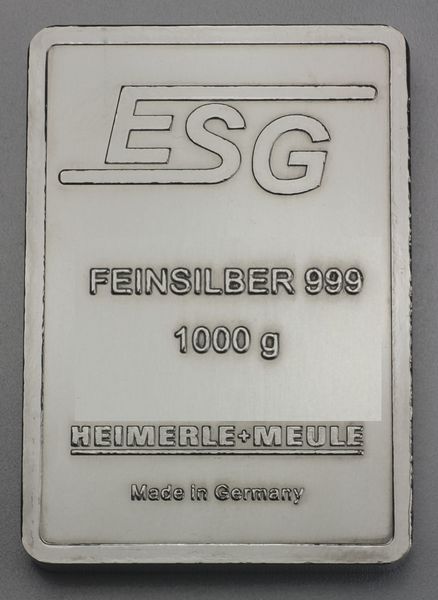 ESG
FEINSILBER 999
1000 g
HEIMERLE+MEULE
Made in Germany